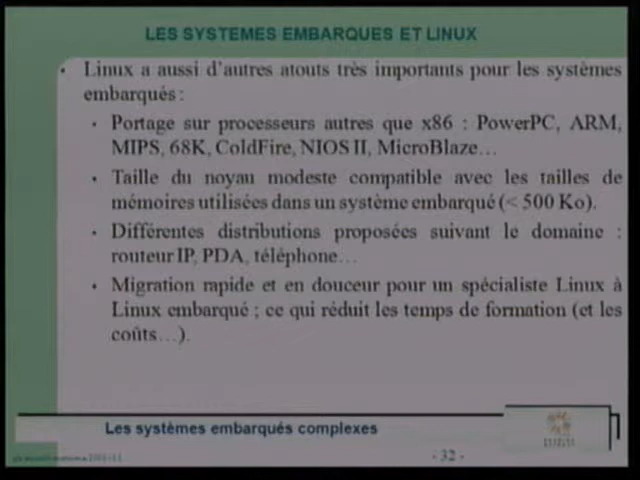 LES SYSTEMES EMBARQUES ET LINUX
• Linux a aussi d'autres atouts très importants pour les systèmes
embarqués :
• Portage sur processeurs autres que x86 : PowerPC, ARM,
MIPS, 68K, ColdFire, NIOS II, MicroBlaze…
• Taille du noyau modeste compatible avec les tailles de
mémoires utilisées dans un système embarqué (< 500 Ko).
• Différentes distributions proposées suivant le domaine :
routeur IP, PDA, téléphone…
• Migration rapide et en douceur pour un spécialiste Linux à
Linux embarqué ; ce qui réduit les temps de formation (et les
coûts…).
Les systèmes embarqués complexes
- 32 -